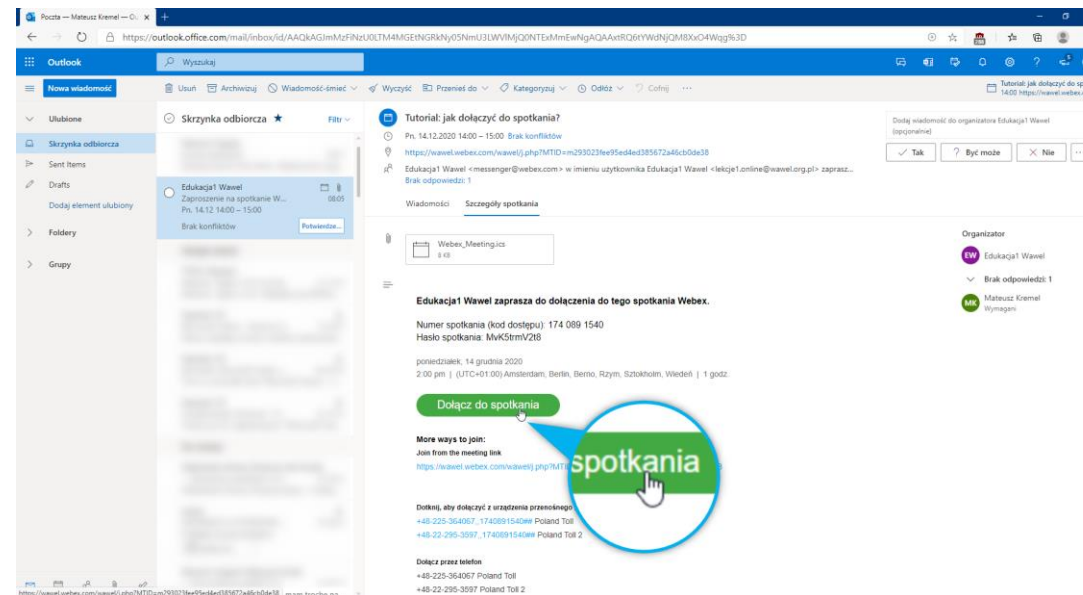 Poczta — Mateusz Kremel — Ou
https://outlook.office.com/mail/inbox/id/AAQkAGJmMzFiNzU0LTM4MGEtNGRkNy05NmU3LWVlMjQ0NTExMmEwNgAQAAxtRQ6tYWdNjQM8XxO4Wqg%3D
Outlook
Wyszukaj
Nowa wiadomość
Usuń
Archiwizuj
Wiadomość-śmieć
Wyczyść
Przenieś do
Kategoryzuj
Odłóż
Cofnij
Tutorial: jak dołączyć do sp
14:00 https://wawel.webex.
Ulubione
Skrzynka odbiorcza
Sent Items
Drafts
Dodaj element ulubiony
Foldery
Grupy
Skrzynka odbiorcza
Filtr
Edukacja1 Wawel
Zaproszenie na spotkanie W...
08:05
Pn. 14.12 14:00 – 15:00
Brak konfliktów
Potwierdze...
Tutorial: jak dołączyć do spotkania?
Pn. 14.12.2020 14:00 – 15:00 Brak konfliktów
https://wawel.webex.com/wawel/j.php?MTID=m293023fee95ed4ed385672a46cb0de38
Edukacja1 Wawel <messenger@webex.com> w imieniu użytkownika Edukacja1 Wawel <lekcje1.online@wawel.org.pl> zaprasz...
Brak odpowiedzi: 1
Dodaj wiadomość do organizatora Edukacja1 Wawel
(opcjonalnie)
Tak
Być może
Nie
Wiadomości
Szczegóły spotkania
Webex_Meeting.ics
8 KB
Organizator
EW
Edukacja1 Wawel
Brak odpowiedzi: 1
MK
Mateusz Kremel
Wymagani
Edukacja1 Wawel zaprasza do dołączenia do tego spotkania Webex.
Numer spotkania (kod dostępu): 174 089 1540
Hasło spotkania: MvK5trmV2t8
poniedziałek, 14 grudnia 2020
2:00 pm | (UTC+01:00) Amsterdam, Berlin, Berno, Rzym, Sztokholm, Wiedeń | 1 godz.
Dołącz do spotkania
spotkania
More ways to join:
Join from the meeting link
https://wawel.webex.com/wawel/j.php?MTI
Dotknij, aby dołączyć z urządzenia przenośnego
+48-225-364067,,1740891540## Poland Toll
+48-22-295-3597,,1740891540## Poland Toll 2
Dołącz przez telefon
+48-225-364067 Poland Toll
+48-22-295-3597 Poland Toll 2
https://wawel.webex.com/wawel/j.php?MTID=m293023fee95ed4ed385672a46cb0de38